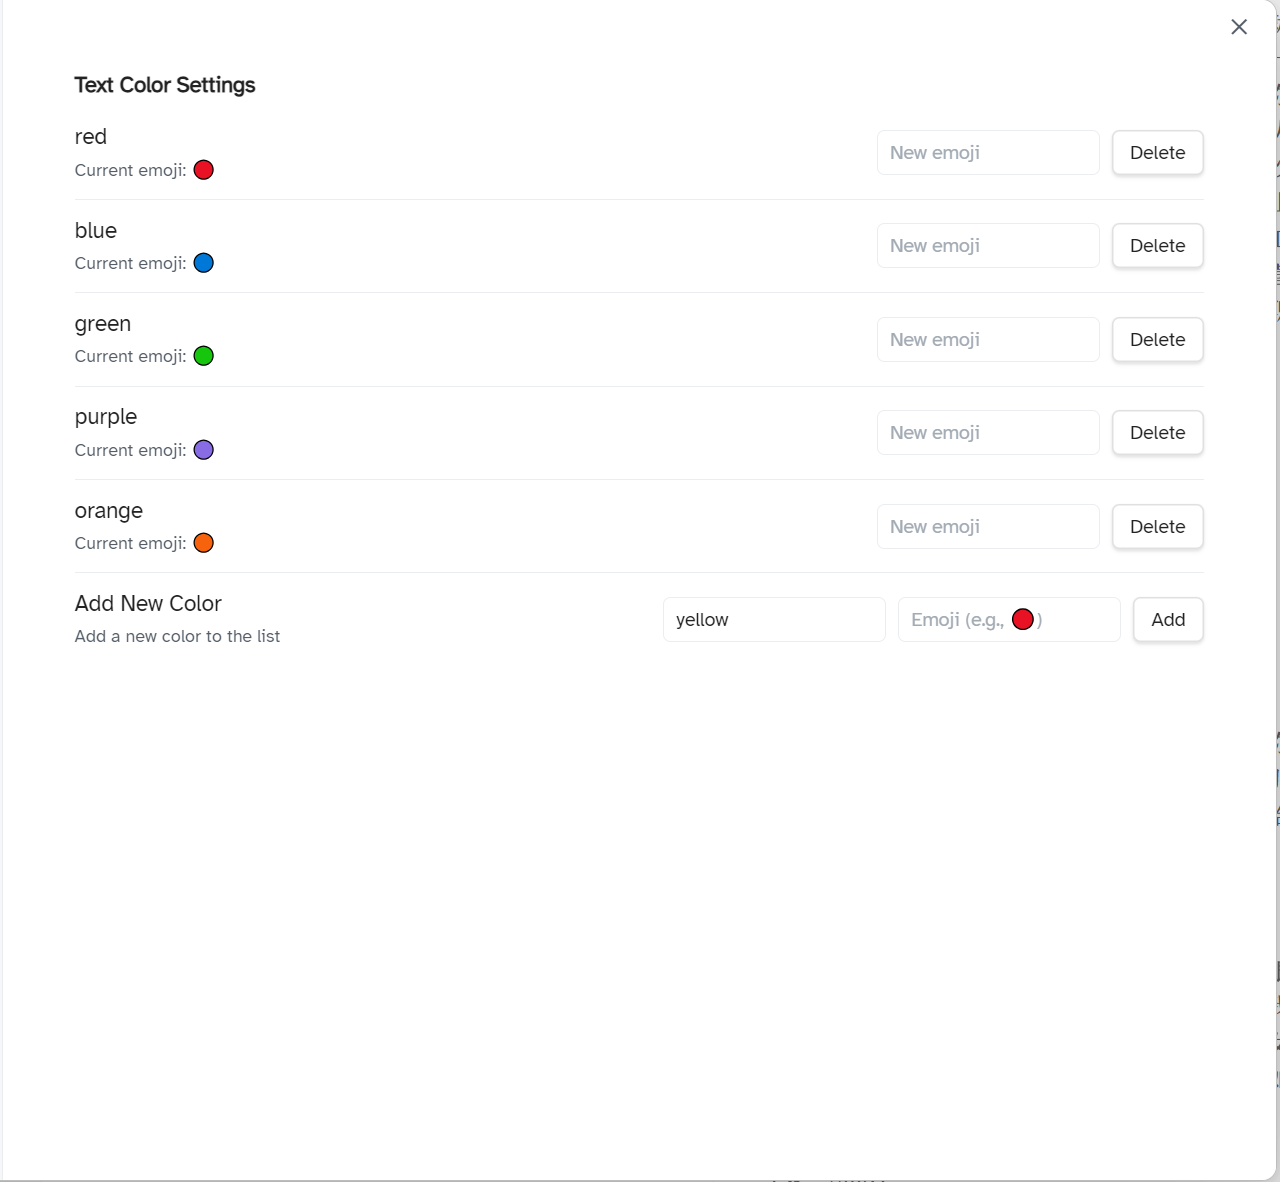 Text Color Settings
red
Current emoji: 🔴
New emoji
Delete
blue
Current emoji: 🔵
New emoji
Delete
green
Current emoji: 🟢
New emoji
Delete
purple
Current emoji: 🟣
New emoji
Delete
orange
Current emoji: 🟠
New emoji
Delete
Add New Color
Add a new color to the list
yellow
Emoji (e.g., 🔴)
Add